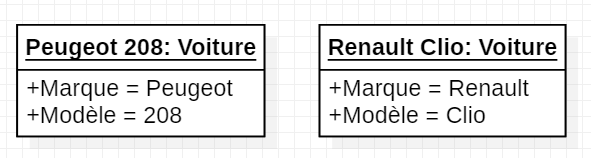 Peugeot 208: Voiture
+Marque = Peugeot
+Modèle = 208
Renault Clio: Voiture
+Marque = Renault
+Modèle = Clio